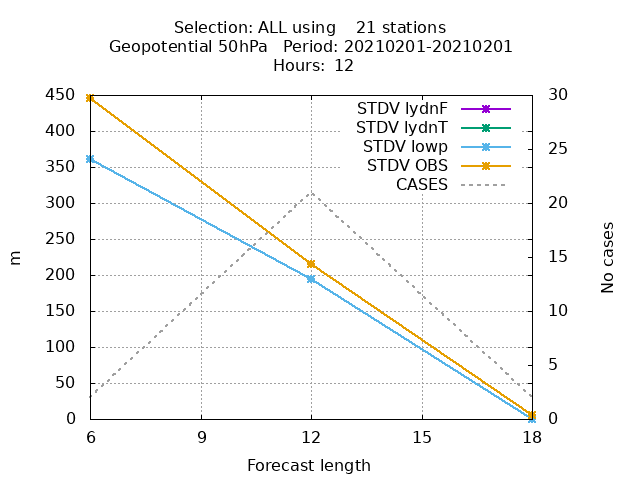 Selection: ALL using    21 stations
Geopotential 50hPa   Period: 20210201-20210201
Hours: 12
450
400
350
300
250
200
150
100
50
0
m
30
25
20
15
10
5
0
No cases
STDV lydnF
STDV lydnT
STDV lowp
STDV OBS
CASES
6 9 12 15 18
Forecast length